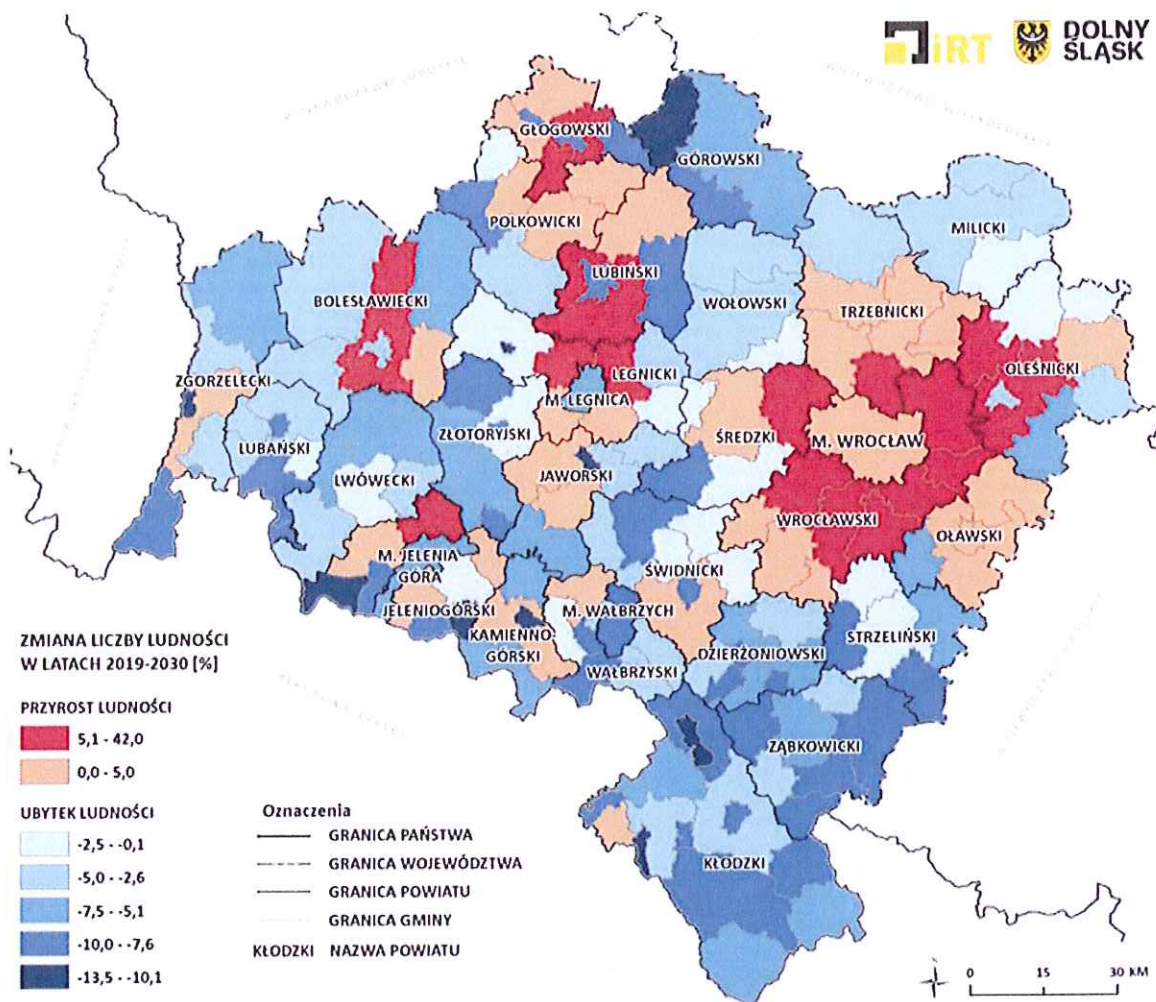 iRT
DOLNY
ŚLĄSK
GŁOGOWSKI
GÓROWSKI
POLKOWICKI
MILICKI
LUBIŃSKI
BOLESŁAWIECKI
WOŁOWSKI
TRZEBNICKI
OLEŚNICKI
ZGORZELECKI
LEGNICKI
M. LEGNICA
LUBAŃSKI
ZŁOTORYJSKI
ŚREDZKI
M. WROCŁAW
LWÓWECKI
JAWORSKI
WROCŁAWSKI
OŁAWSKI
M. JELENIA
GÓRA
ŚWIDNICKI
JELENIOGÓRSKI
M. WAŁBRZYCH
KAMIENNO-
GÓRSKI
STRZELIŃSKI
DZIERŻONIOWSKI
WAŁBRZYSKI
ZĄBKOWICKI
KŁODZKI
ZMIANA LICZBY LUDNOŚCI
W LATACH 2019-2030 [%]
PRZYROST LUDNOŚCI
5,1 - 42,0
0,0 - 5,0
UBYTEK LUDNOŚCI
-2,5 - -0,1
-5,0 - -2,6
-7,5 - -5,1
-10,0 - -7,6
-13,5 - -10,1
Oznaczenia
GRANICA PAŃSTWA
GRANICA WOJEWÓDZTWA
GRANICA POWIATU
GRANICA GMINY
KŁODZKI NAZWA POWIATU
0 15 30 KM